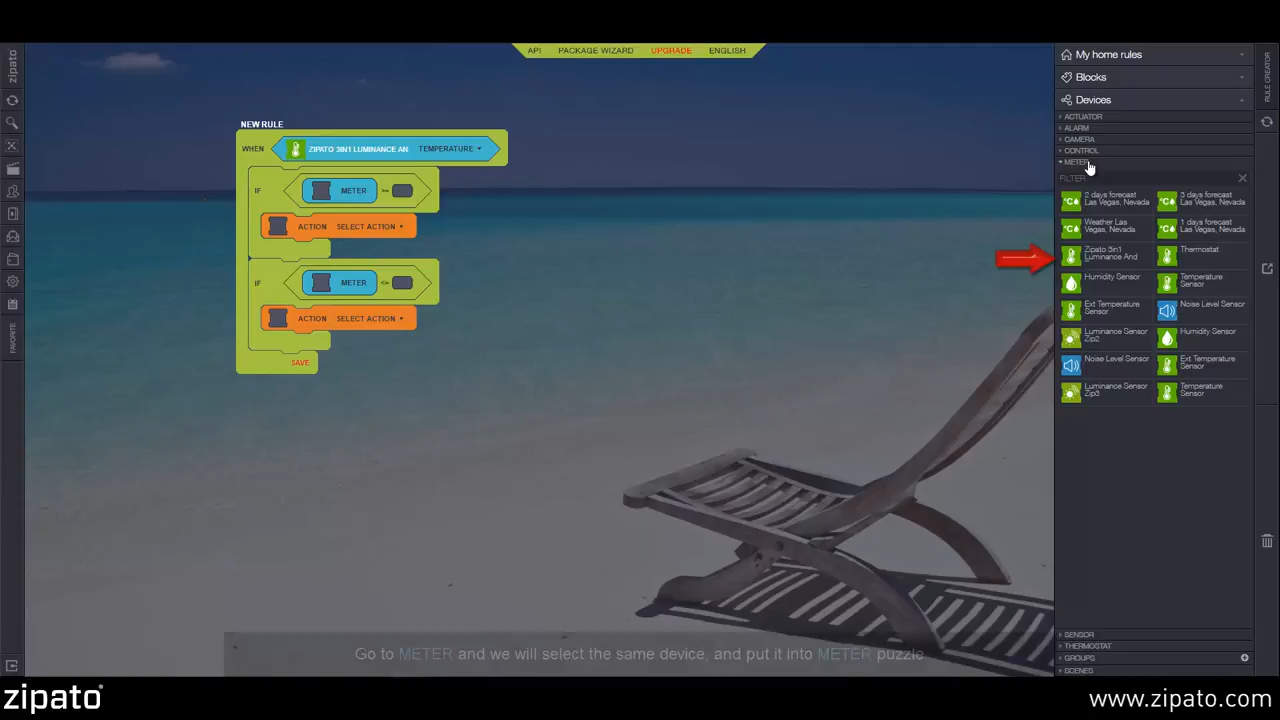 API PACKAGE WIZARD UPGRADE ENGLISH
zipato
FAVORITE
NEW RULE
WHEN ZIPATO 3IN1 LUMINANCE AN TEMPERATURE
IF METER >=
ACTION SELECT ACTION
IF METER <=
ACTION SELECT ACTION
SAVE
My home rules
Blocks
Devices
ACTUATOR
ALARM
CAMERA
CONTROL
METER
FILTER
2 days forecast
Las Vegas, Nevada
3 days forecast
Las Vegas, Nevada
Weather Las
Vegas, Nevada
1 days forecast
Las Vegas, Nevada
Zipato 3in1
Luminance And
Thermostat
Humidity Sensor
Temperature
Sensor
Ext Temperature
Sensor
Noise Level Sensor
Luminance Sensor
Zip2
Humidity Sensor
Noise Level Sensor
Ext Temperature
Sensor
Luminance Sensor
Zip3
Temperature
Sensor
SENSOR
THERMOSTAT
GROUPS
SCENES
RULE CREATOR
Go to METER and we will select the same device, and put it into METER puzzle
zipato®
www.zipato.com